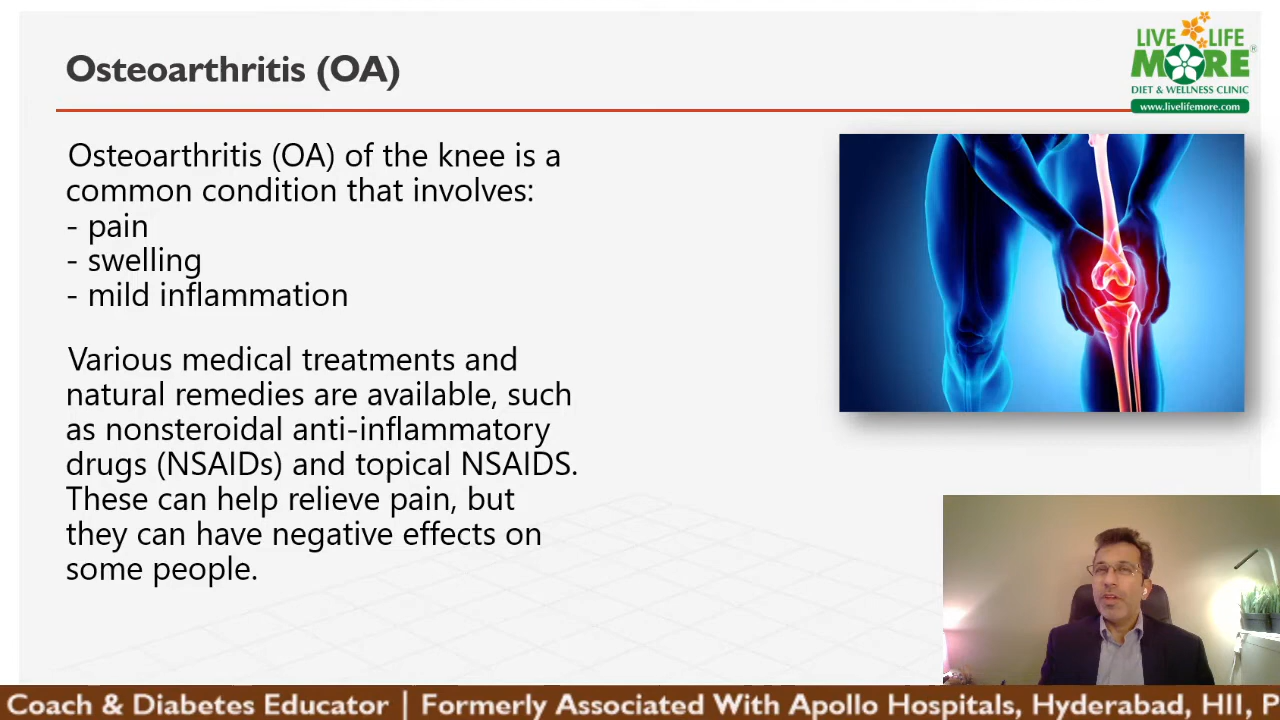 Osteoarthritis (OA)
LIVE LIFE
MORE®
DIET & WELLNESS CLINIC
www.livelifemore.com
Osteoarthritis (OA) of the knee is a
common condition that involves:
- pain
- swelling
- mild inflammation
Various medical treatments and
natural remedies are available, such
as nonsteroidal anti-inflammatory
drugs (NSAIDs) and topical NSAIDS.
These can help relieve pain, but
they can have negative effects on
some people.
Coach & Diabetes Educator | Formerly Associated With Apollo Hospitals, Hyderabad, HII, P